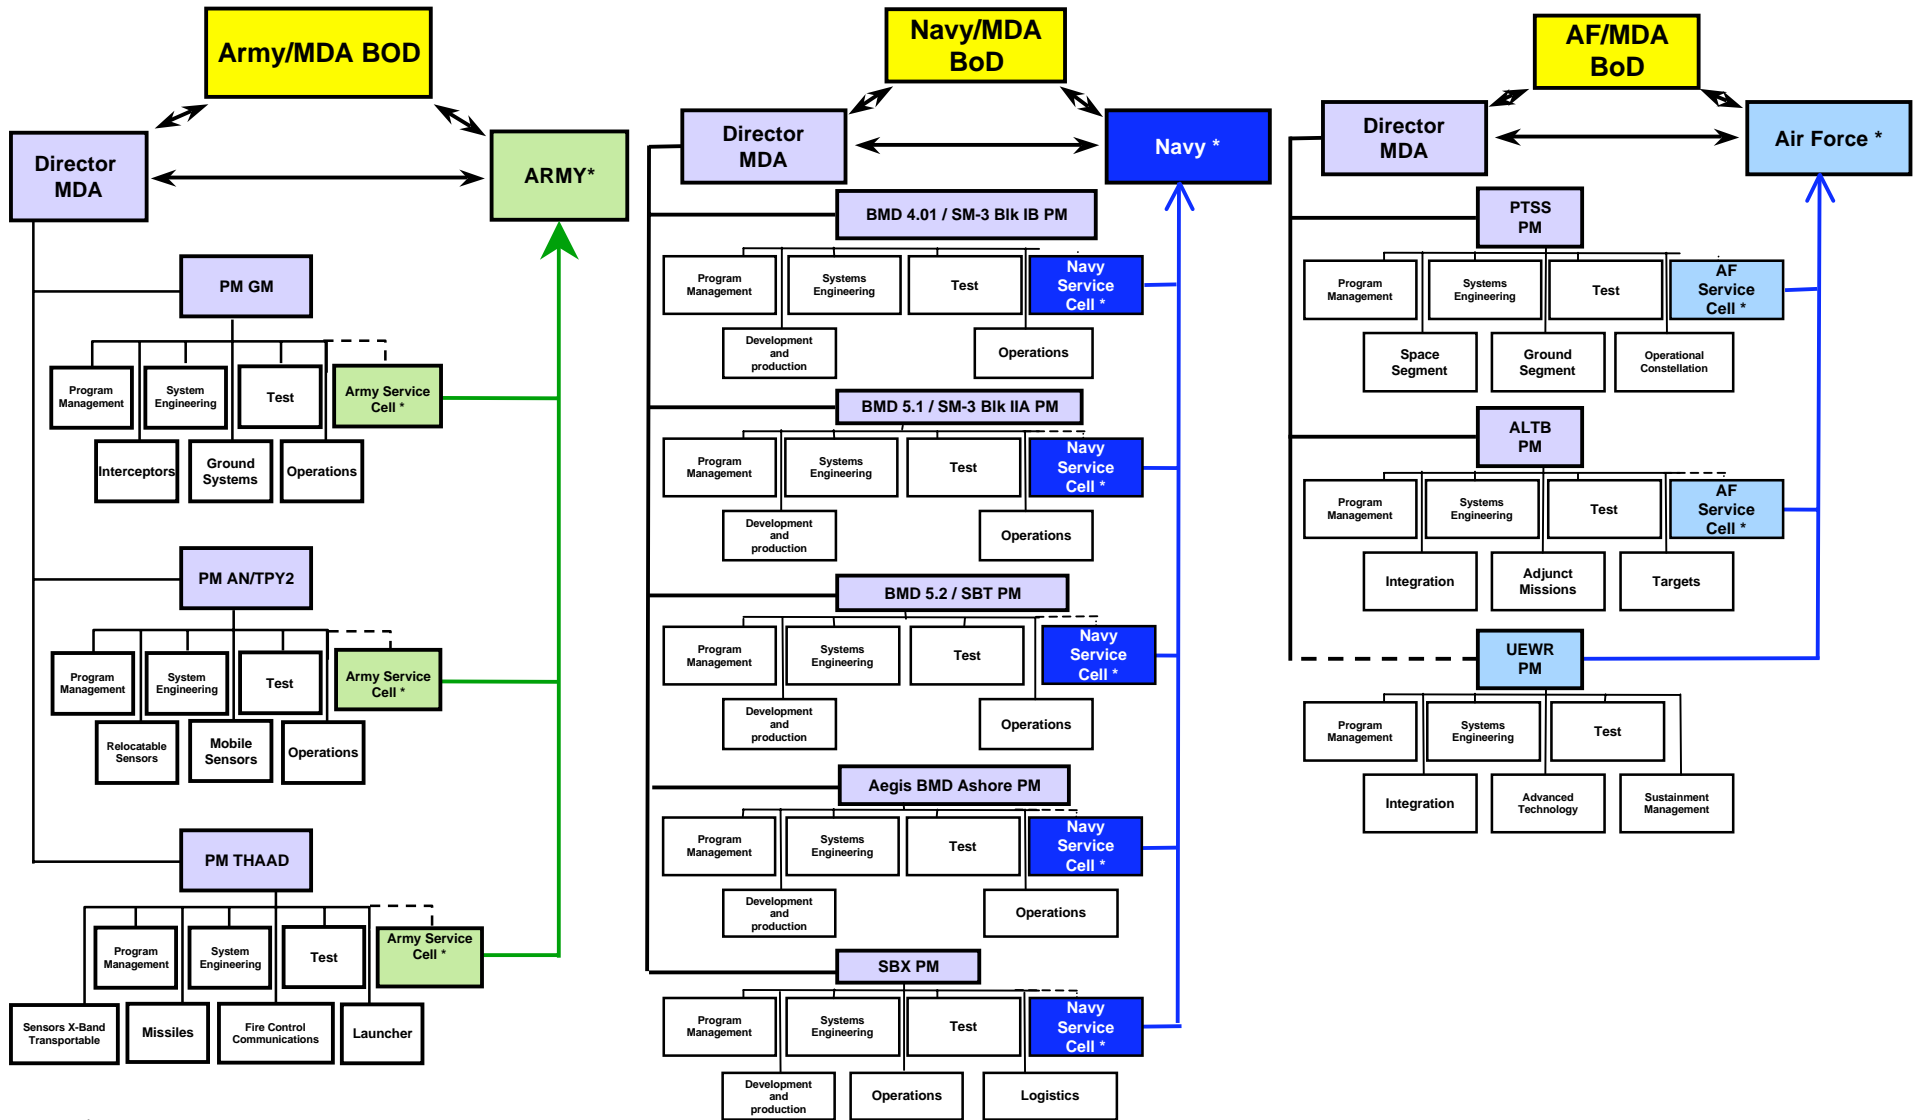 Army/MDA BOD
Director
MDA
ARMY*
PM GM
Program
Management
System
Engineering
Test
Army Service
Cell *
Interceptors
Ground
Systems
Operations
PM AN/TPY2
Program
Management
System
Engineering
Test
Army Service
Cell *
Relocatable
Sensors
Mobile
Sensors
Operations
PM THAAD
Program
Management
System
Engineering
Test
Army Service
Cell *
Sensors X-Band
Transportable
Missiles
Fire Control
Communications
Launcher
Navy/MDA
BoD
Director
MDA
Navy *
BMD 4.01 / SM-3 Blk IB PM
Program
Management
Systems
Engineering
Test
Navy
Service
Cell *
Development
and
production
Operations
BMD 5.1 / SM-3 Blk IIA PM
Program
Management
Systems
Engineering
Test
Navy
Service
Cell *
Development
and
production
Operations
BMD 5.2 / SBT PM
Program
Management
Systems
Engineering
Test
Navy
Service
Cell *
Development
and
production
Operations
Aegis BMD Ashore PM
Program
Management
Systems
Engineering
Test
Navy
Service
Cell *
Development
and
production
Operations
SBX PM
Program
Management
Systems
Engineering
Test
Navy
Service
Cell *
Development
and
production
Operations
Logistics
AF/MDA
BoD
Director
MDA
Air Force *
PTSS
PM
Program
Management
Systems
Engineering
Test
AF
Service
Cell *
Space
Segment
Ground
Segment
Operational
Constellation
ALTB
PM
Program
Management
Systems
Engineering
Test
AF
Service
Cell *
Integration
Adjunct
Missions
Targets
UEWR
PM
Program
Management
Systems
Engineering
Test
Integration
Advanced
Technology
Sustainment
Management